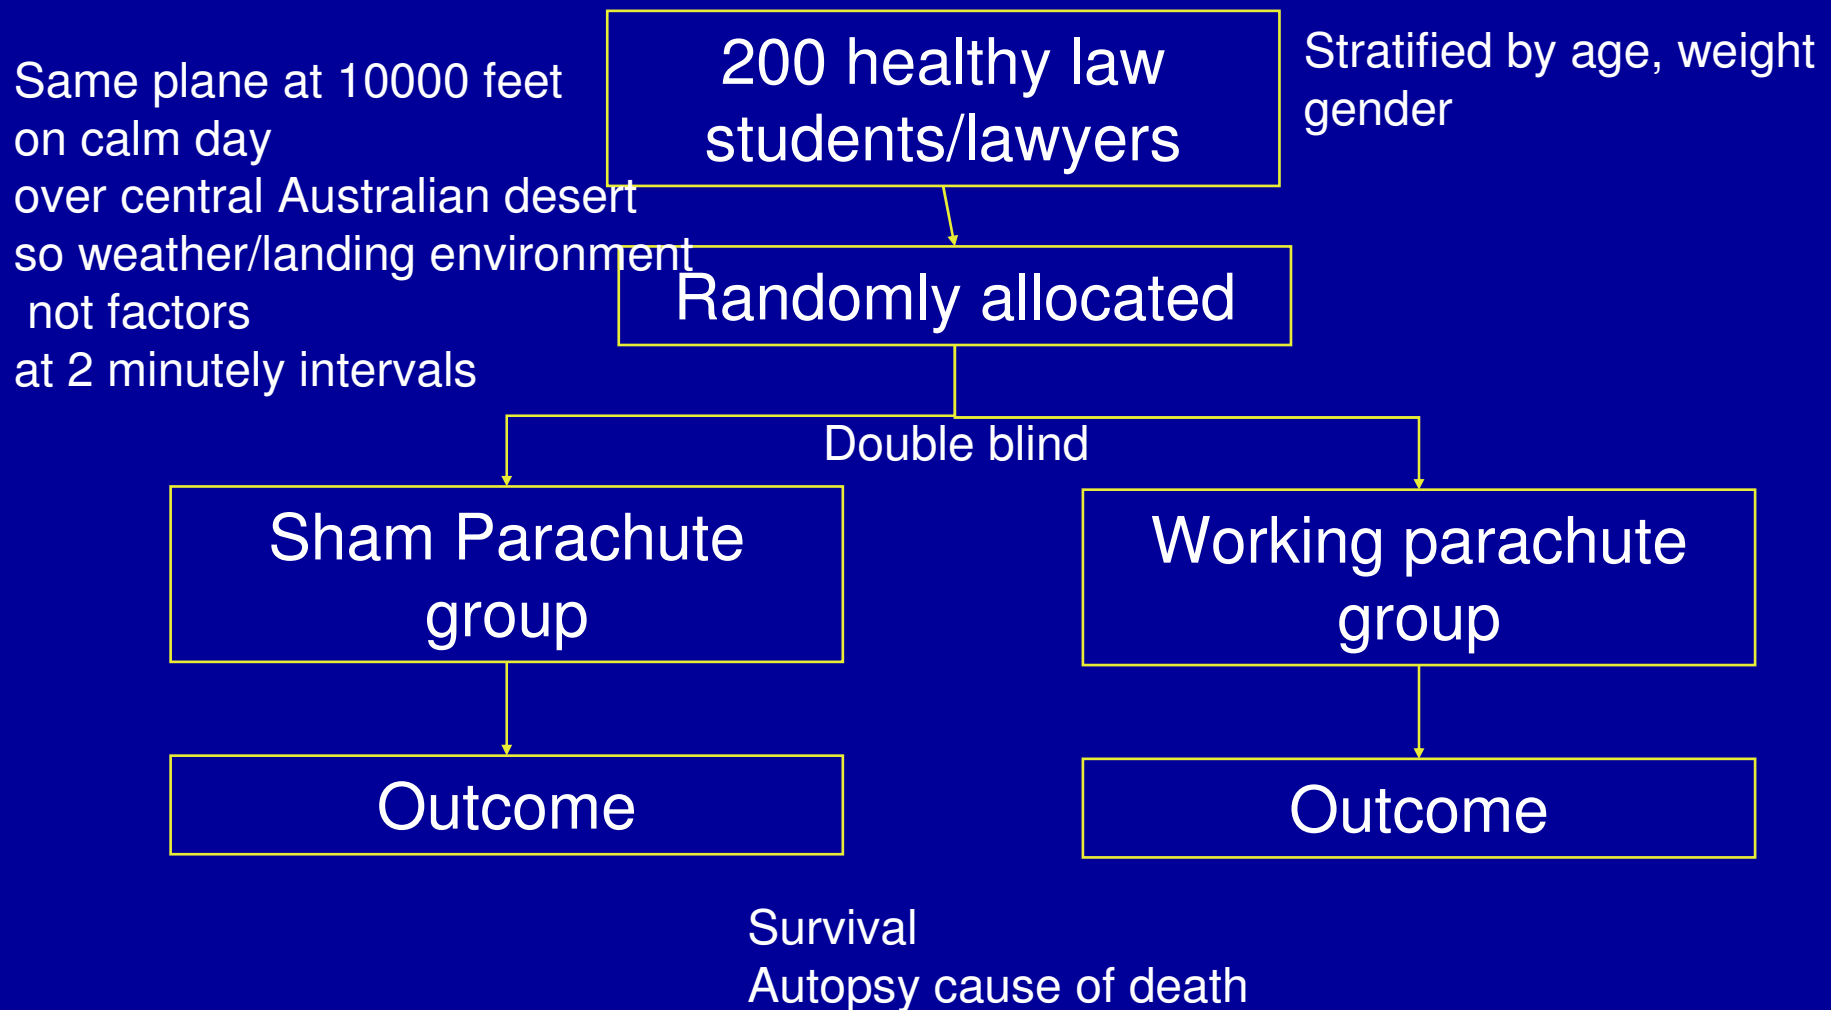 200 healthy law
students/lawyers
Stratified by age, weight
gender
Same plane at 10000 feet
on calm day
over central Australian desert
so weather/landing environment
not factors
at 2 minutely intervals
Randomly allocated
Double blind
Sham Parachute
group
Working parachute
group
Outcome
Outcome
Survival
Autopsy cause of death